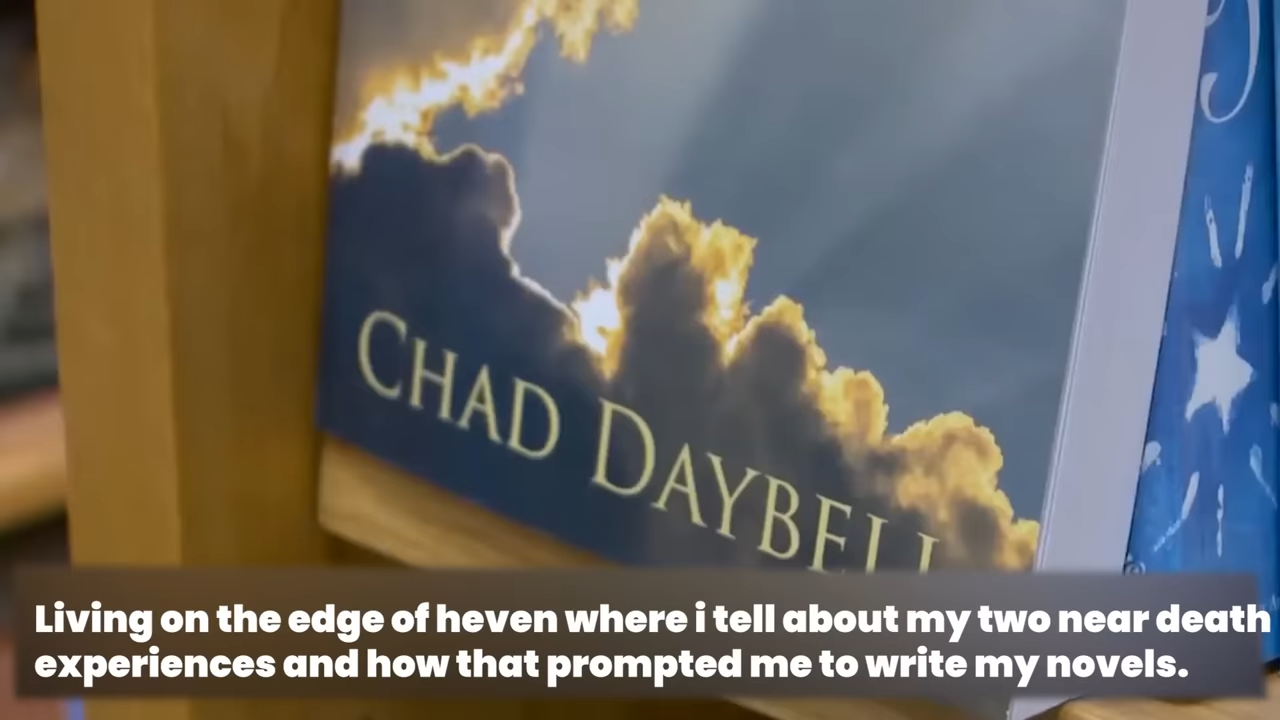 CHAD DAYBELL
Living on the edge of heven where i tell about my two near death
experiences and how that prompted me to write my novels.